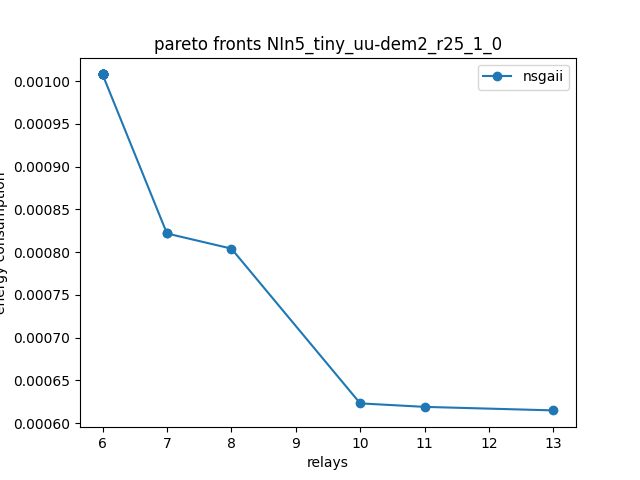 pareto fronts NIn5_tiny_uu-dem2_r25_1_0
nsgaii
0.00100
0.00095
0.00090
0.00085
0.00080
0.00075
0.00070
0.00065
0.00060
energy consumption
6 7 8 9 10 11 12 13
relays